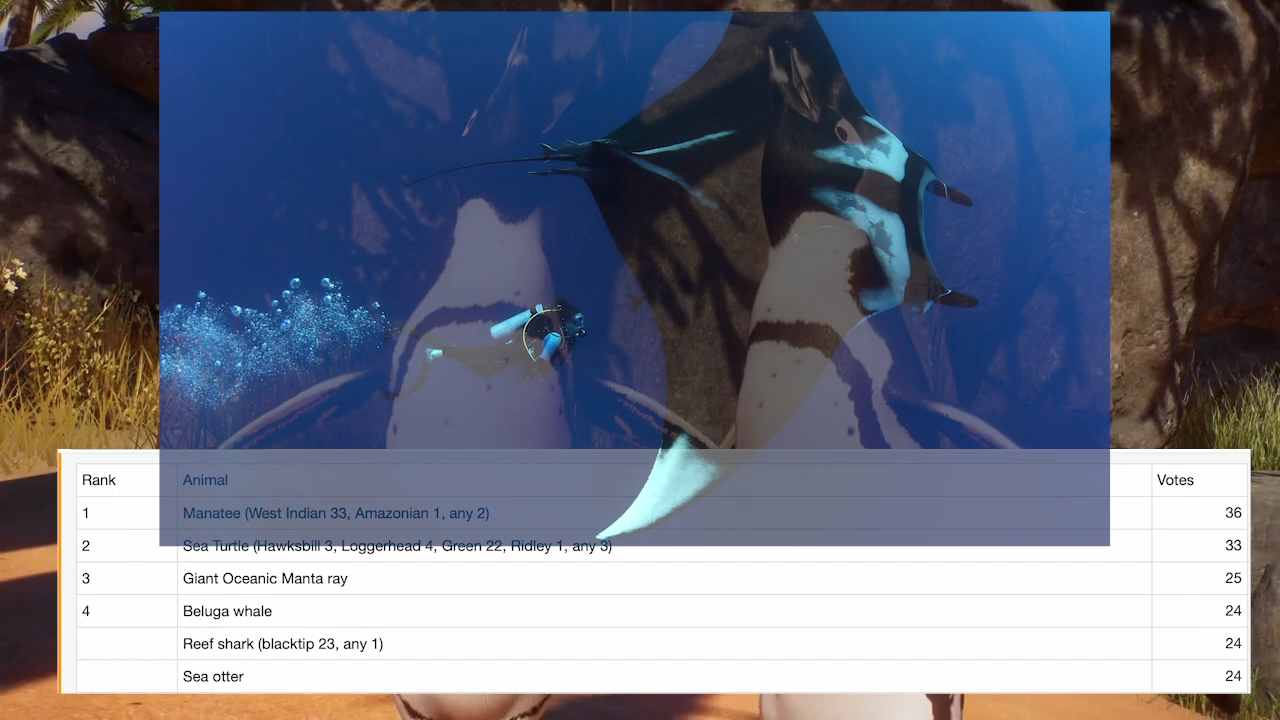 Rank Animal Votes
1 Manatee (West Indian 33, Amazonian 1, any 2) 36
2 Sea Turtle (Hawksbill 3, Loggerhead 4, Green 22, Ridley 1, any 3) 33
3 Giant Oceanic Manta ray 25
4 Beluga whale 24
Reef shark (blacktip 23, any 1) 24
Sea otter 24